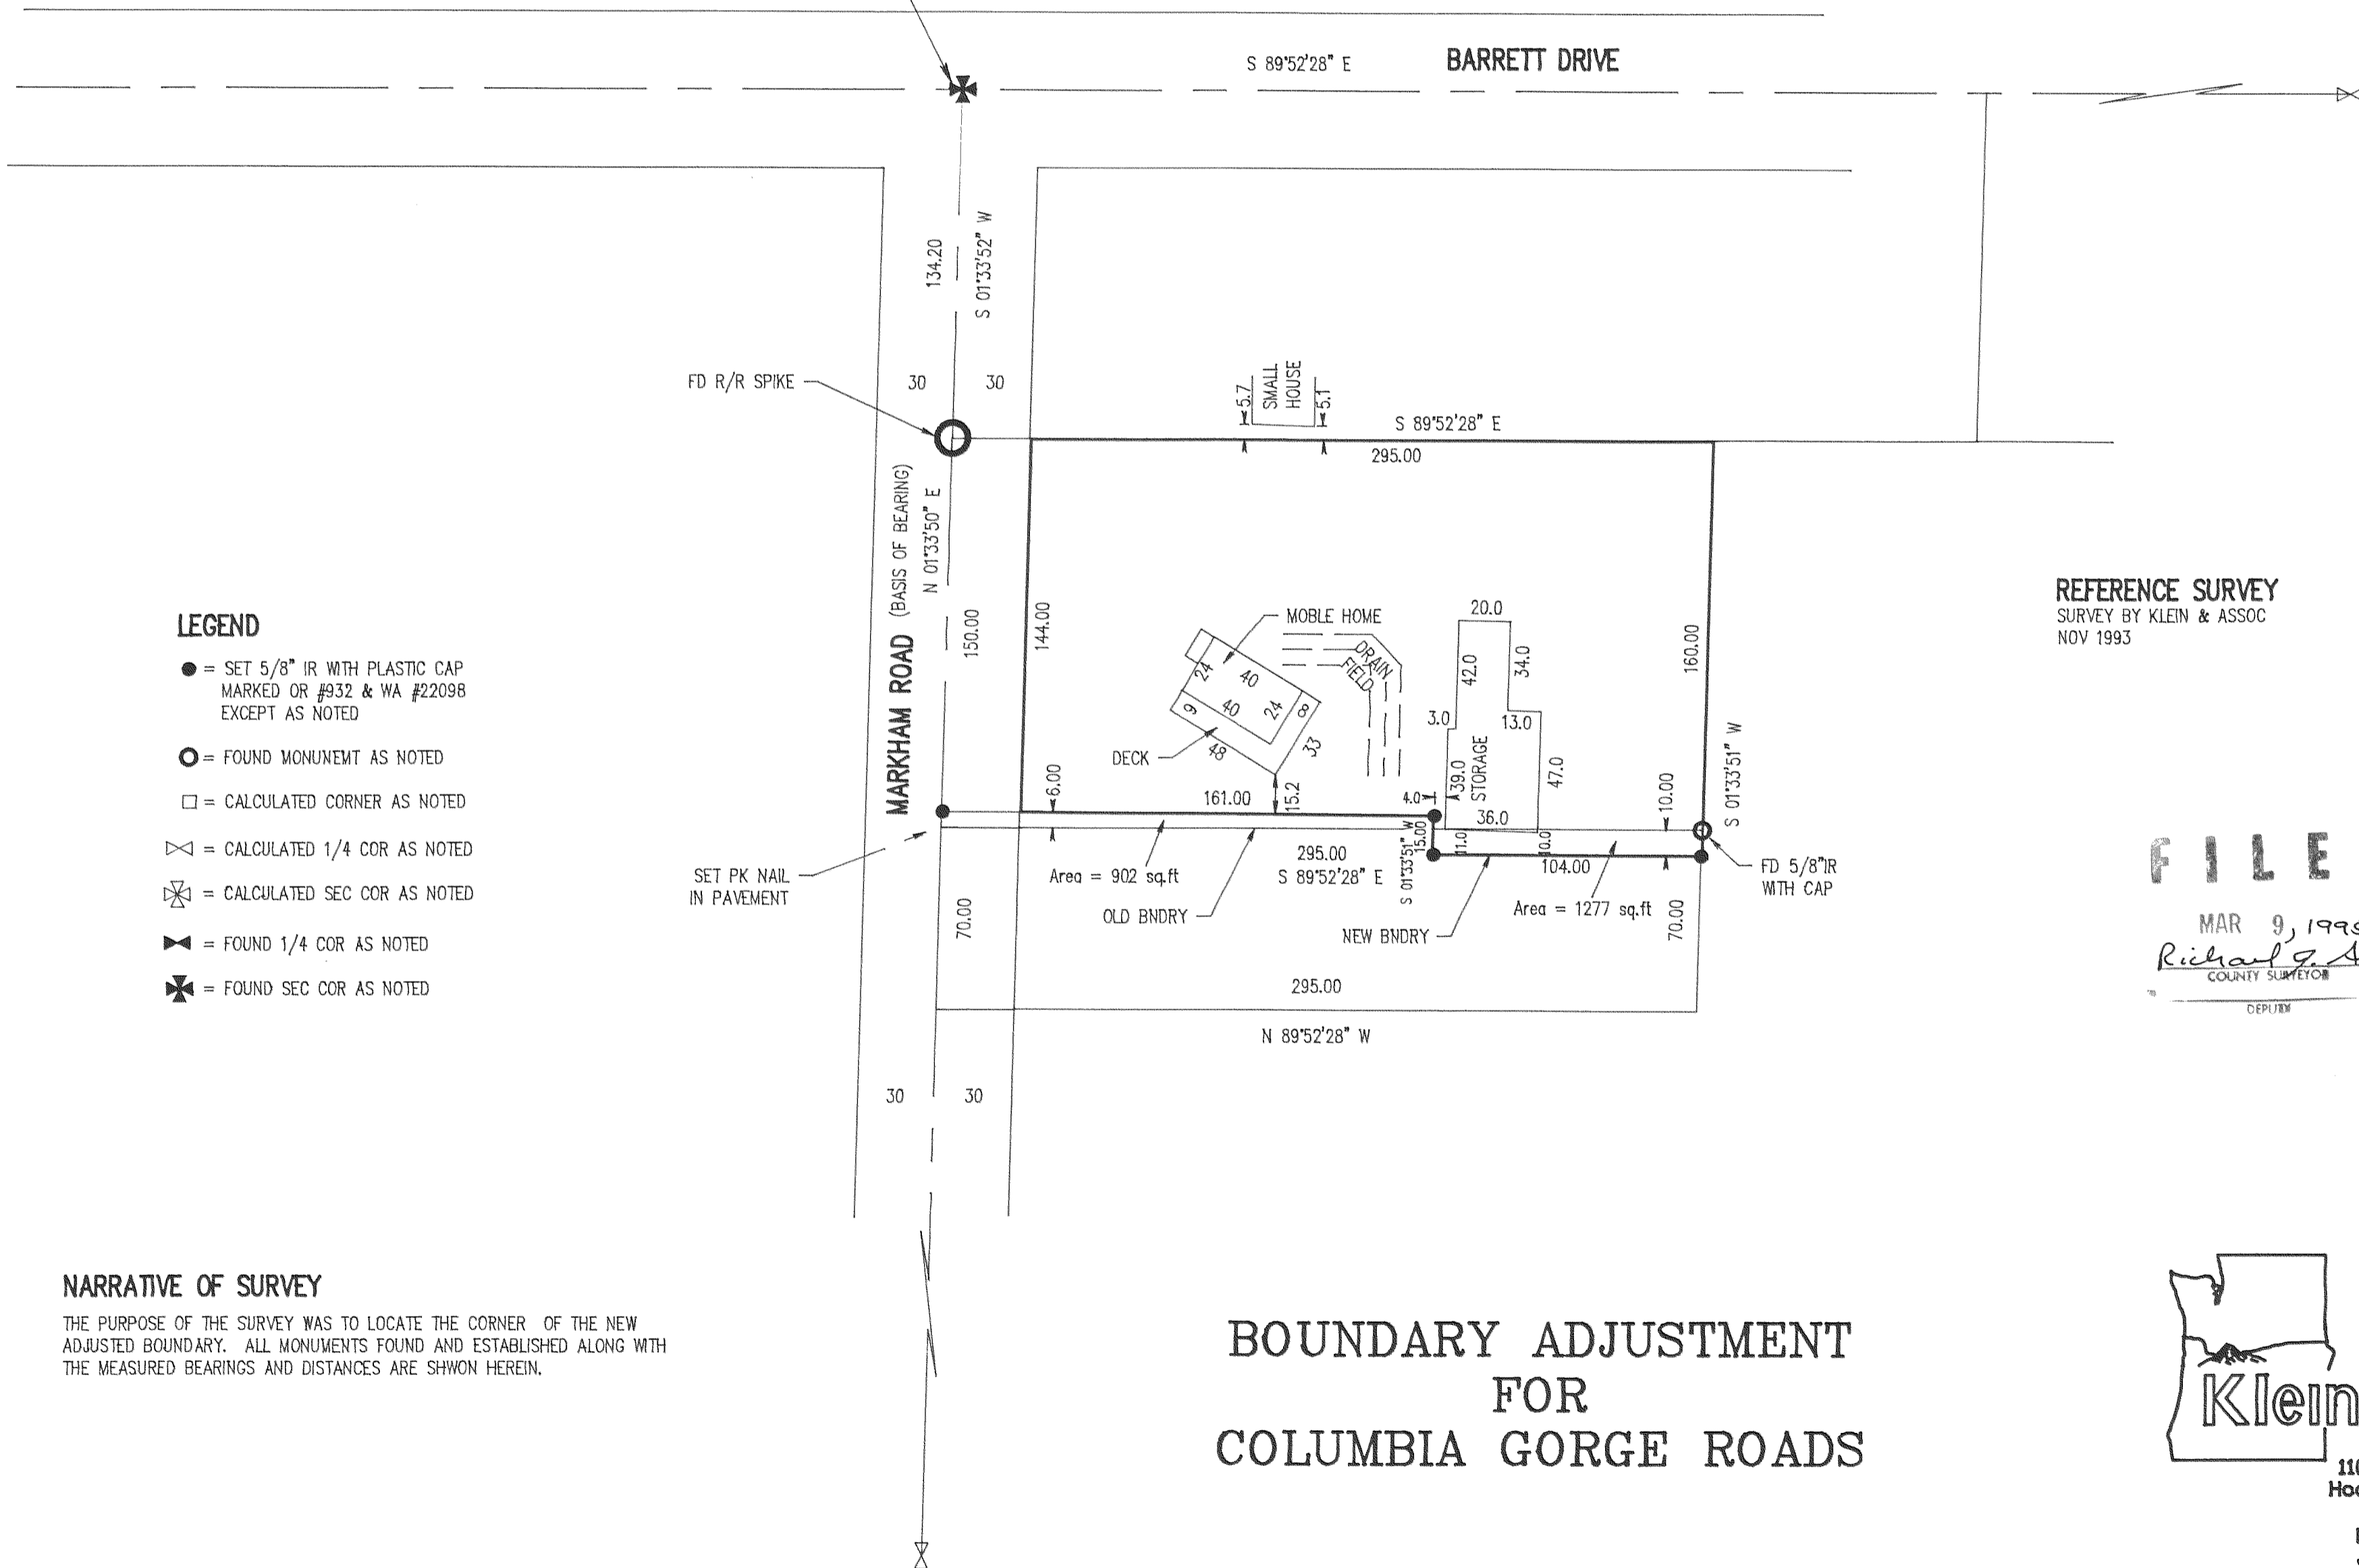 S 89°52'28" E
BARRETT DRIVE
134.20
S 01°33'52" W
FD R/R SPIKE
30
30
5.7
SMALL
HOUSE
5.1
S 89°52'28" E
295.00
MARKHAM ROAD (BASIS OF BEARING)
N 01°33'50" E
150.00
144.00
160.00
S 01°33'51" W
MOBLE HOME
24
40
40
24
8
9
48
33
DECK
DRAIN
FIELD
20.0
42.0
34.0
3.0
13.0
39.0
STORAGE
47.0
36.0
4.0
6.00
161.00
15.2
10.00
15.00
S 01°33'51" W
11.0
10.0
104.00
295.00
S 89°52'28" E
Area = 902 sq.ft
OLD BNDRY
NEW BNDRY
Area = 1277 sq.ft
FD 5/8"IR
WITH CAP
SET PK NAIL
IN PAVEMENT
70.00
70.00
295.00
N 89°52'28" W
30
30
LEGEND
= SET 5/8" IR WITH PLASTIC CAP
MARKED OR #932 & WA #22098
EXCEPT AS NOTED
= FOUND MONUNEMT AS NOTED
= CALCULATED CORNER AS NOTED
= CALCULATED 1/4 COR AS NOTED
= CALCULATED SEC COR AS NOTED
= FOUND 1/4 COR AS NOTED
= FOUND SEC COR AS NOTED
REFERENCE SURVEY
SURVEY BY KLEIN & ASSOC
NOV 1993
FILE
MAR 9, 199
Richard J.
COUNTY SURVEYOR
DEPUTY
NARRATIVE OF SURVEY
THE PURPOSE OF THE SURVEY WAS TO LOCATE THE CORNER OF THE NEW
ADJUSTED BOUNDARY. ALL MONUMENTS FOUND AND ESTABLISHED ALONG WITH
THE MEASURED BEARINGS AND DISTANCES ARE SHWON HEREIN.
BOUNDARY ADJUSTMENT
FOR
COLUMBIA GORGE ROADS
Klein
110
Hoo